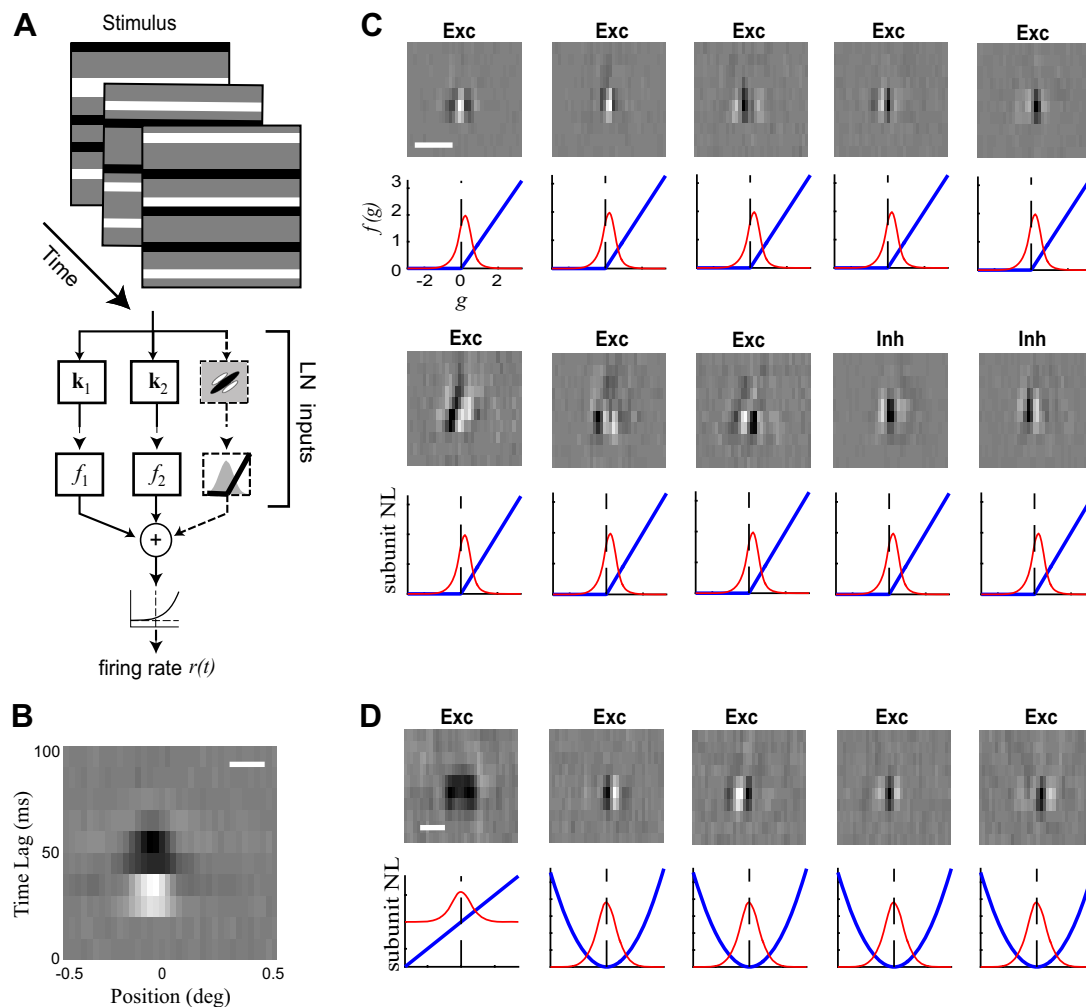 A
Stimulus
Time
k1
k2
LN inputs
f1
f2
+
firing rate r(t)
B
100
50
0
Time Lag (ms)
-0.5
0
0.5
Position (deg)
C
Exc
Exc
Exc
Exc
Exc
3
2
1
0
f(g)
-2
0
2
g
Exc
Exc
Exc
Inh
Inh
subunit NL
D
Exc
Exc
Exc
Exc
Exc
subunit NL